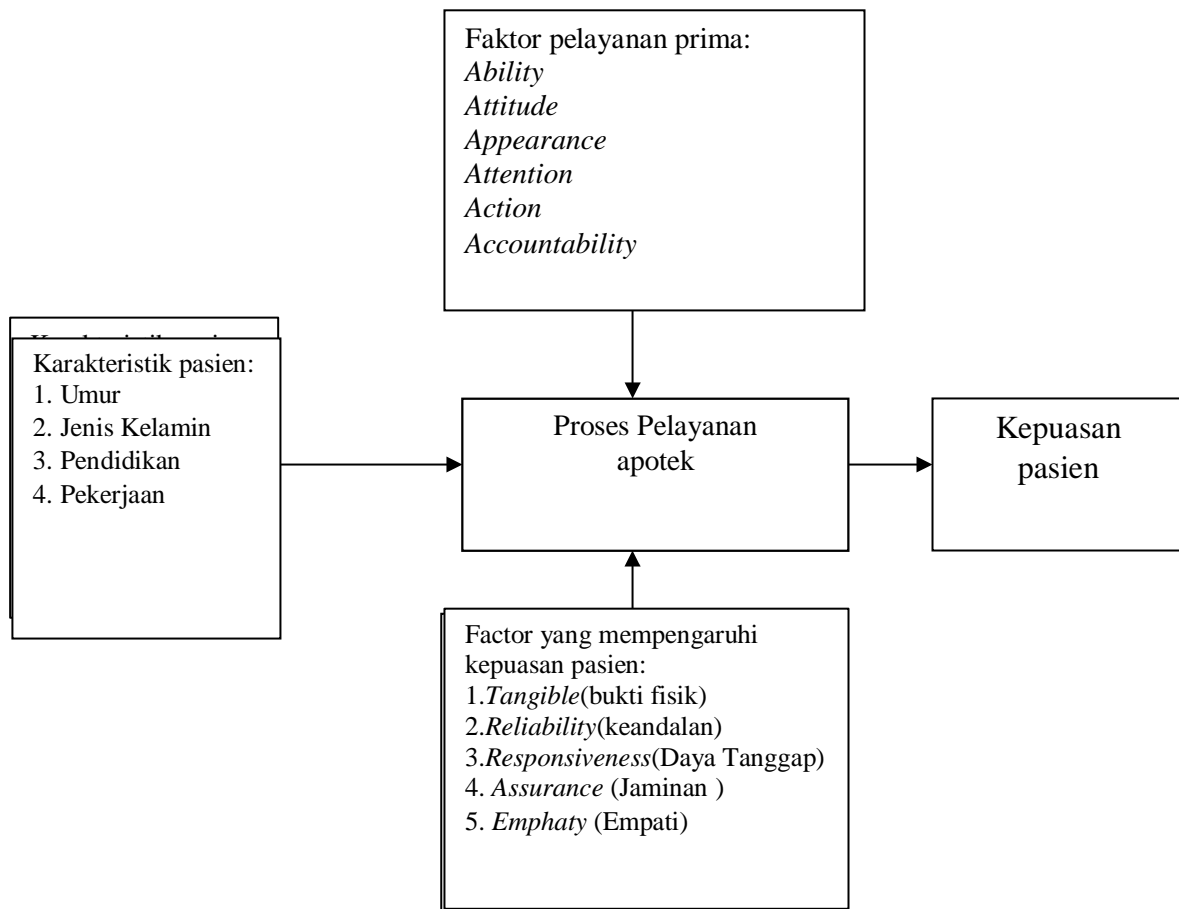 Faktor pelayanan prima:
Ability
Attitude
Appearance
Attention
Action
Accountability
Karakteristik pasien:
1. Umur
2. Jenis Kelamin
3. Pendidikan
4. Pekerjaan
Proses Pelayanan
apotek
Kepuasan
pasien
Factor yang mempengaruhi
kepuasan pasien:
1.Tangible(bukti fisik)
2.Reliability(keandalan)
3.Responsiveness(Daya Tanggap)
4. Assurance (Jaminan )
5. Emphaty (Empati)